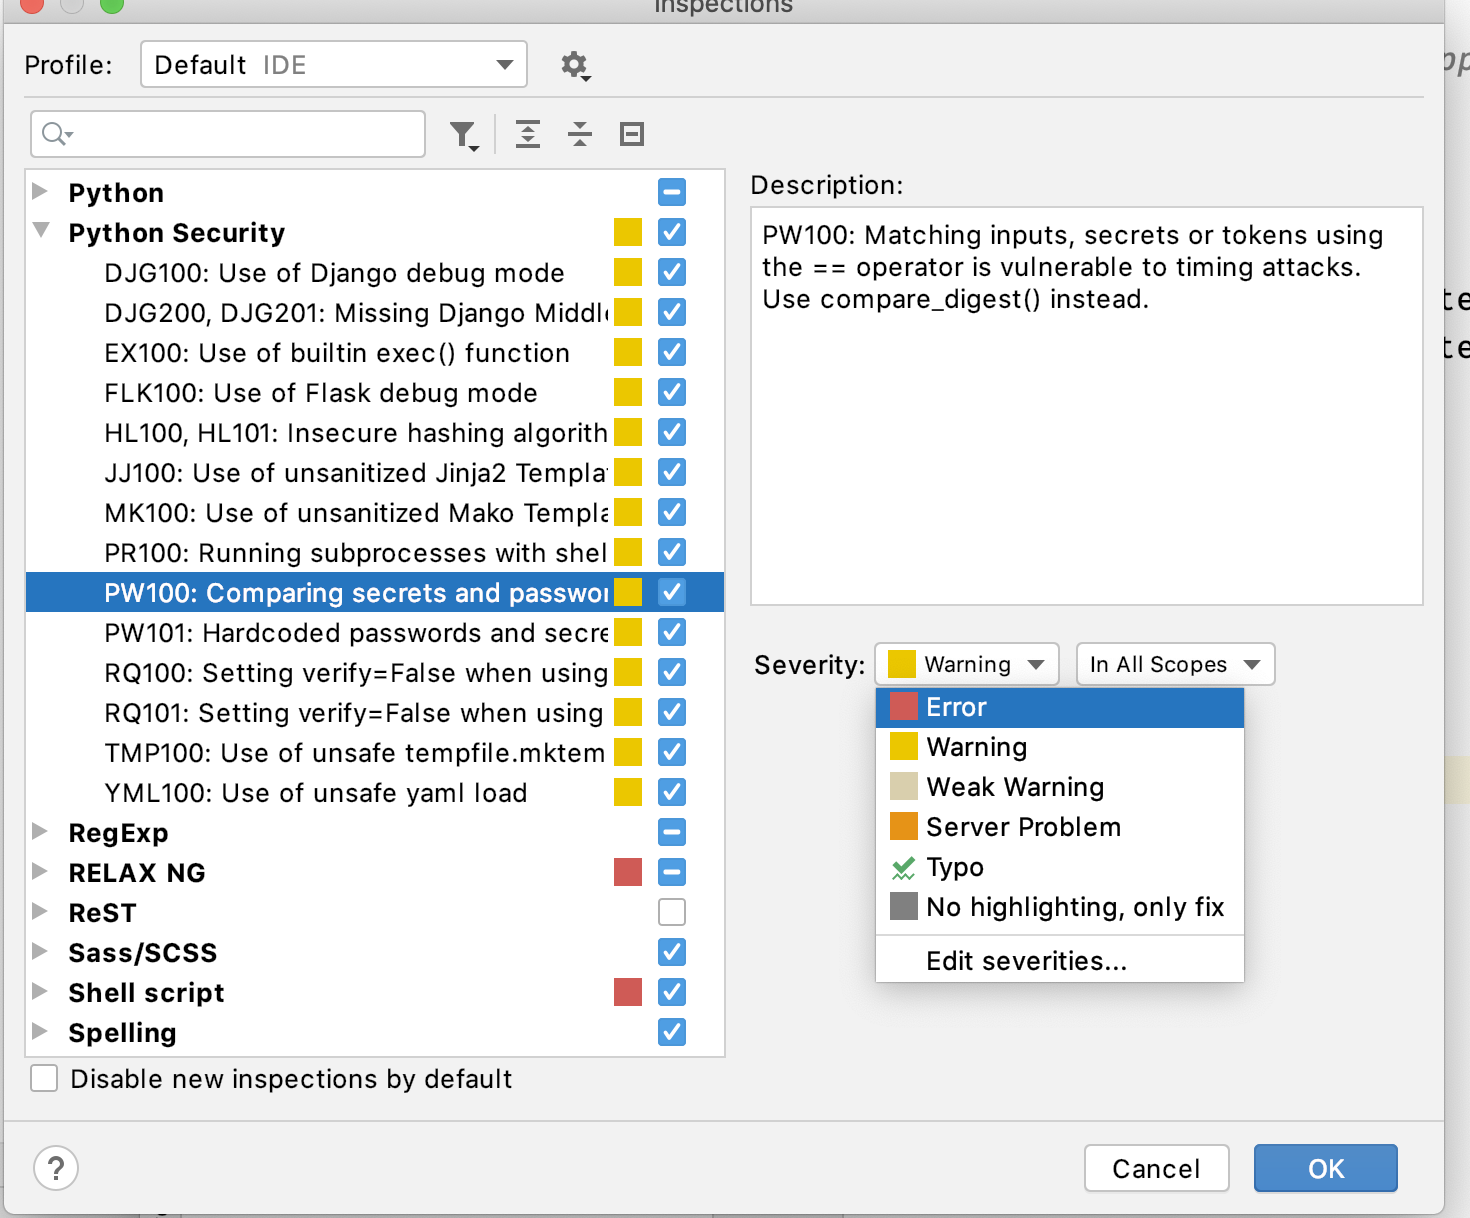 Inspections
Profile:
Default IDE
Python
Python Security
DJG100: Use of Django debug mode
DJG200, DJG201: Missing Django Middl
EX100: Use of builtin exec() function
FLK100: Use of Flask debug mode
HL100, HL101: Insecure hashing algorith
JJ100: Use of unsanitized Jinja2 Templa
MK100: Use of unsanitized Mako Templa
PR100: Running subprocesses with shel
PW100: Comparing secrets and passwor
PW101: Hardcoded passwords and secre
RQ100: Setting verify=False when using
RQ101: Setting verify=False when using
TMP100: Use of unsafe tempfile.mktem
YML100: Use of unsafe yaml load
RegExp
RELAX NG
ReST
Sass/SCSS
Shell script
Spelling
Disable new inspections by default
Description:
PW100: Matching inputs, secrets or tokens using
the == operator is vulnerable to timing attacks.
Use compare_digest() instead.
Severity:
Warning
In All Scopes
Error
Warning
Weak Warning
Server Problem
Typo
No highlighting, only fix
Edit severities...
?
Cancel
OK